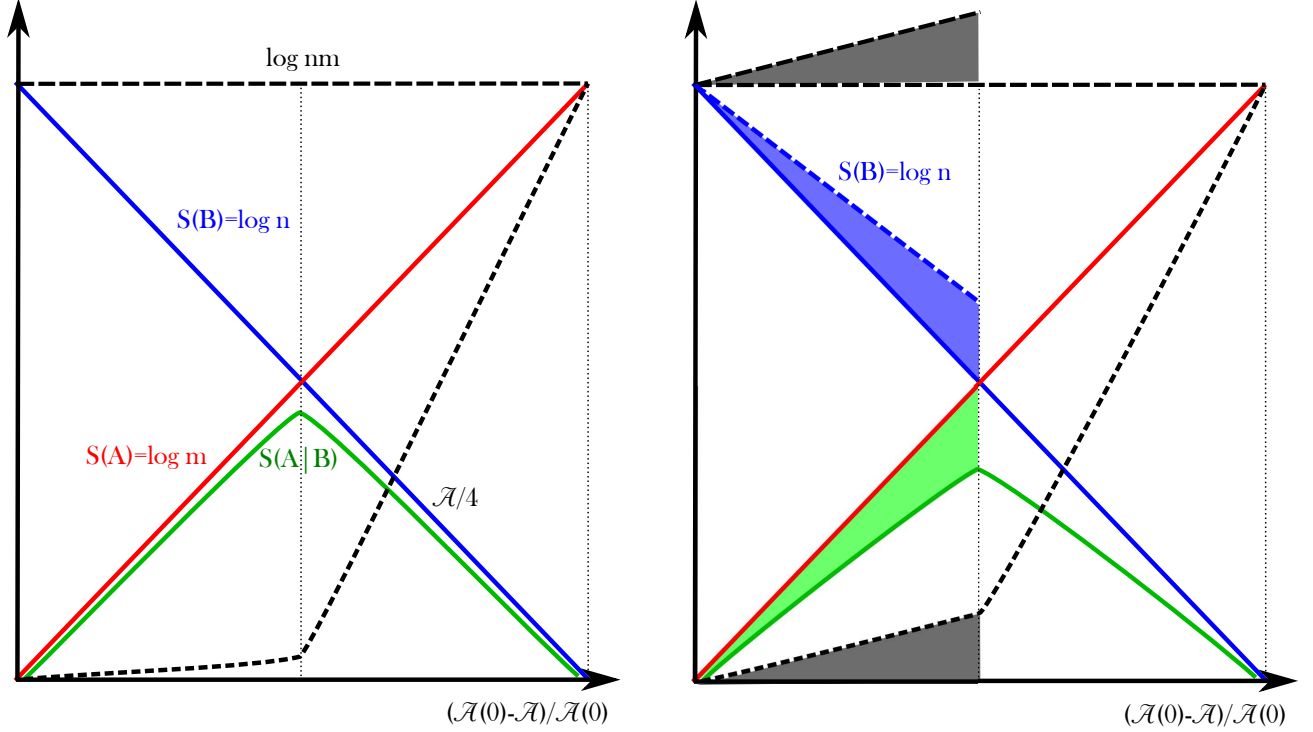 log nm
S(B)=log n
S(A)=log m
S(A|B)
𝒜/4
(𝒜(0)-𝒜)/𝒜(0)
S(B)=log n
(𝒜(0)-𝒜)/𝒜(0)